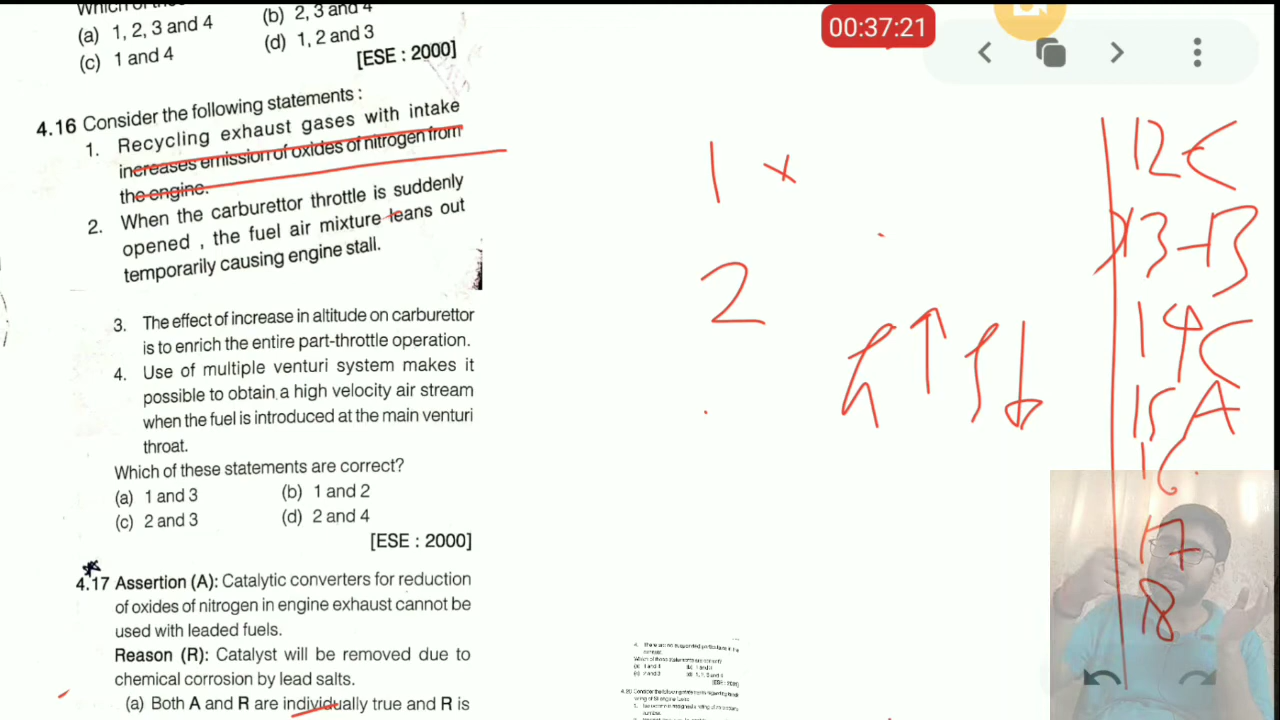 (a) 1, 2, 3 and 4
(b) 2, 3 and 4
(c) 1 and 4
(d) 1, 2 and 3
[ESE : 2000]
4.16 Consider the following statements :
1. Recycling exhaust gases with intake
increases emission of oxides of nitrogen from
the engine.
2. When the carburettor throttle is suddenly
opened , the fuel air mixture leans out
temporarily causing engine stall.
3. The effect of increase in altitude on carburettor
is to enrich the entire part-throttle operation.
4. Use of multiple venturi system makes it
possible to obtain a high velocity air stream
when the fuel is introduced at the main venturi
throat.
Which of these statements are correct?
(a) 1 and 3
(b) 1 and 2
(c) 2 and 3
(d) 2 and 4
[ESE : 2000]
4.17 Assertion (A): Catalytic converters for reduction
of oxides of nitrogen in engine exhaust cannot be
used with leaded fuels.
Reason (R): Catalyst will be removed due to
chemical corrosion by lead salts.
(a) Both A and R are individually true and R is
1 x
2
00:37:21
12 C
13-B
14 C
15 A
16
17
18